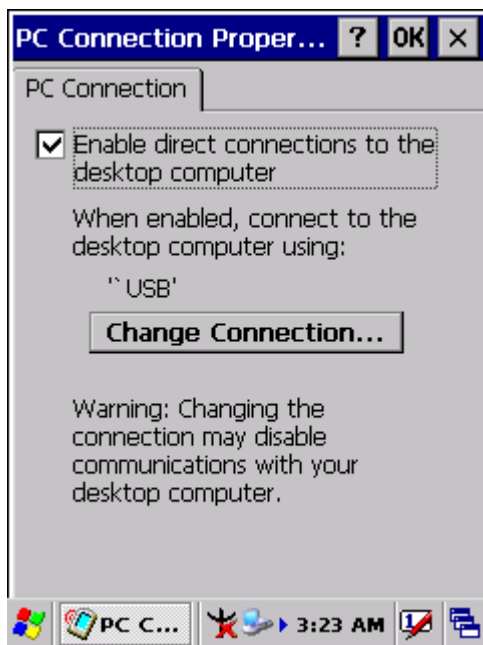 PC Connection Proper... ? OK ×
PC Connection
Enable direct connections to the
desktop computer
When enabled, connect to the
desktop computer using:
'` USB'
Change Connection...
Warning: Changing the
connection may disable
communications with your
desktop computer.
PC C... 3:23 AM